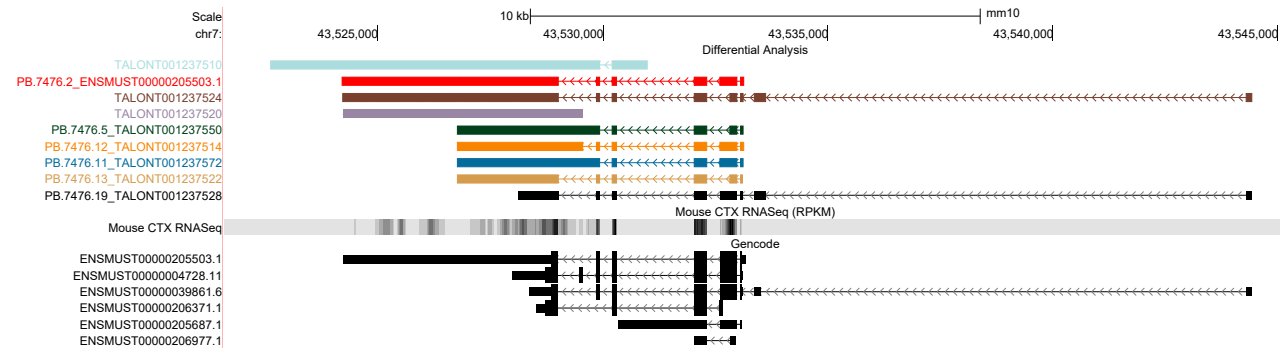 Scale 10 kb mm10
chr7: 43,525,000 43,530,000 43,535,000 43,540,000 43,545,000
Differential Analysis
TALONT001237510
PB.7476.2_ENSMUST00000205503.1
TALONT001237524
TALONT001237520
PB.7476.5_TALONT001237550
PB.7476.12_TALONT001237514
PB.7476.11_TALONT001237572
PB.7476.13_TALONT001237522
PB.7476.19_TALONT001237528
Mouse CTX RNASeq (RPKM)
Mouse CTX RNASeq
Gencode
ENSMUST00000205503.1
ENSMUST00000004728.11
ENSMUST00000039861.6
ENSMUST00000206371.1
ENSMUST00000205687.1
ENSMUST00000206977.1